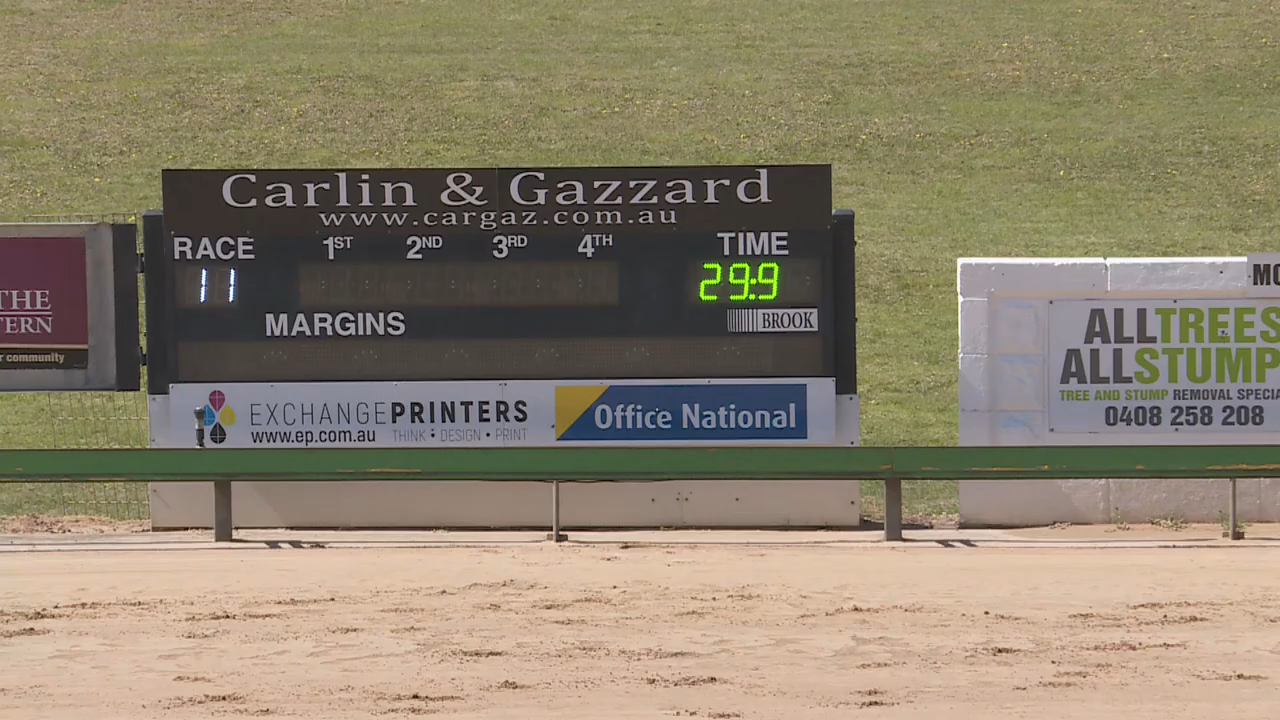 Carlin & Gazzard
www.cargaz.com.au
RACE 1ST 2ND 3RD 4TH TIME
11 29:9
MARGINS BROOK
EXCHANGEPRINTERS
www.ep.com.au THINK • DESIGN • PRINT
Office National
THE
TERN
r community
MO
ALLTREES
ALLSTUMP
TREE AND STUMP REMOVAL SPECIA
0408 258 208